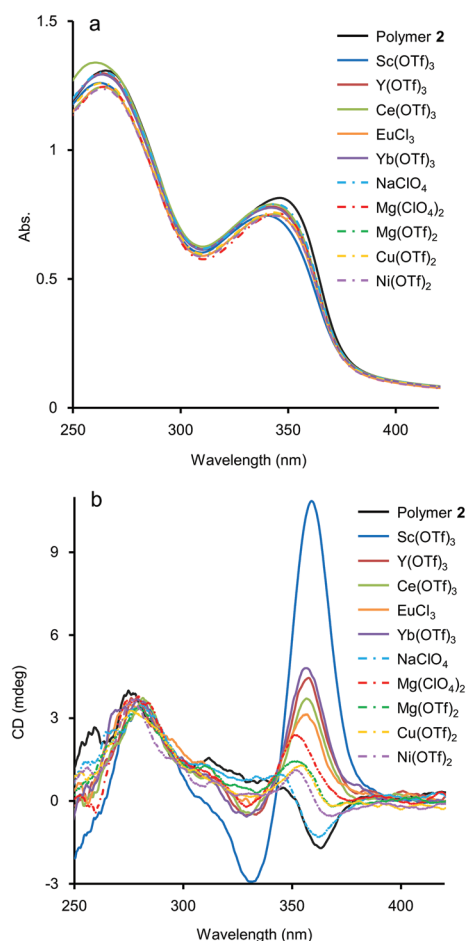 a
1.5
1
0.5
0
Abs.
250 300 350 400
Wavelength (nm)
Polymer 2
Sc(OTf)3
Y(OTf)3
Ce(OTf)3
EuCl3
Yb(OTf)3
NaClO4
Mg(ClO4)2
Mg(OTf)2
Cu(OTf)2
Ni(OTf)2
b
9
6
3
0
-3
CD (mdeg)
250 300 350 400
Wavelength (nm)
Polymer 2
Sc(OTf)3
Y(OTf)3
Ce(OTf)3
EuCl3
Yb(OTf)3
NaClO4
Mg(ClO4)2
Mg(OTf)2
Cu(OTf)2
Ni(OTf)2